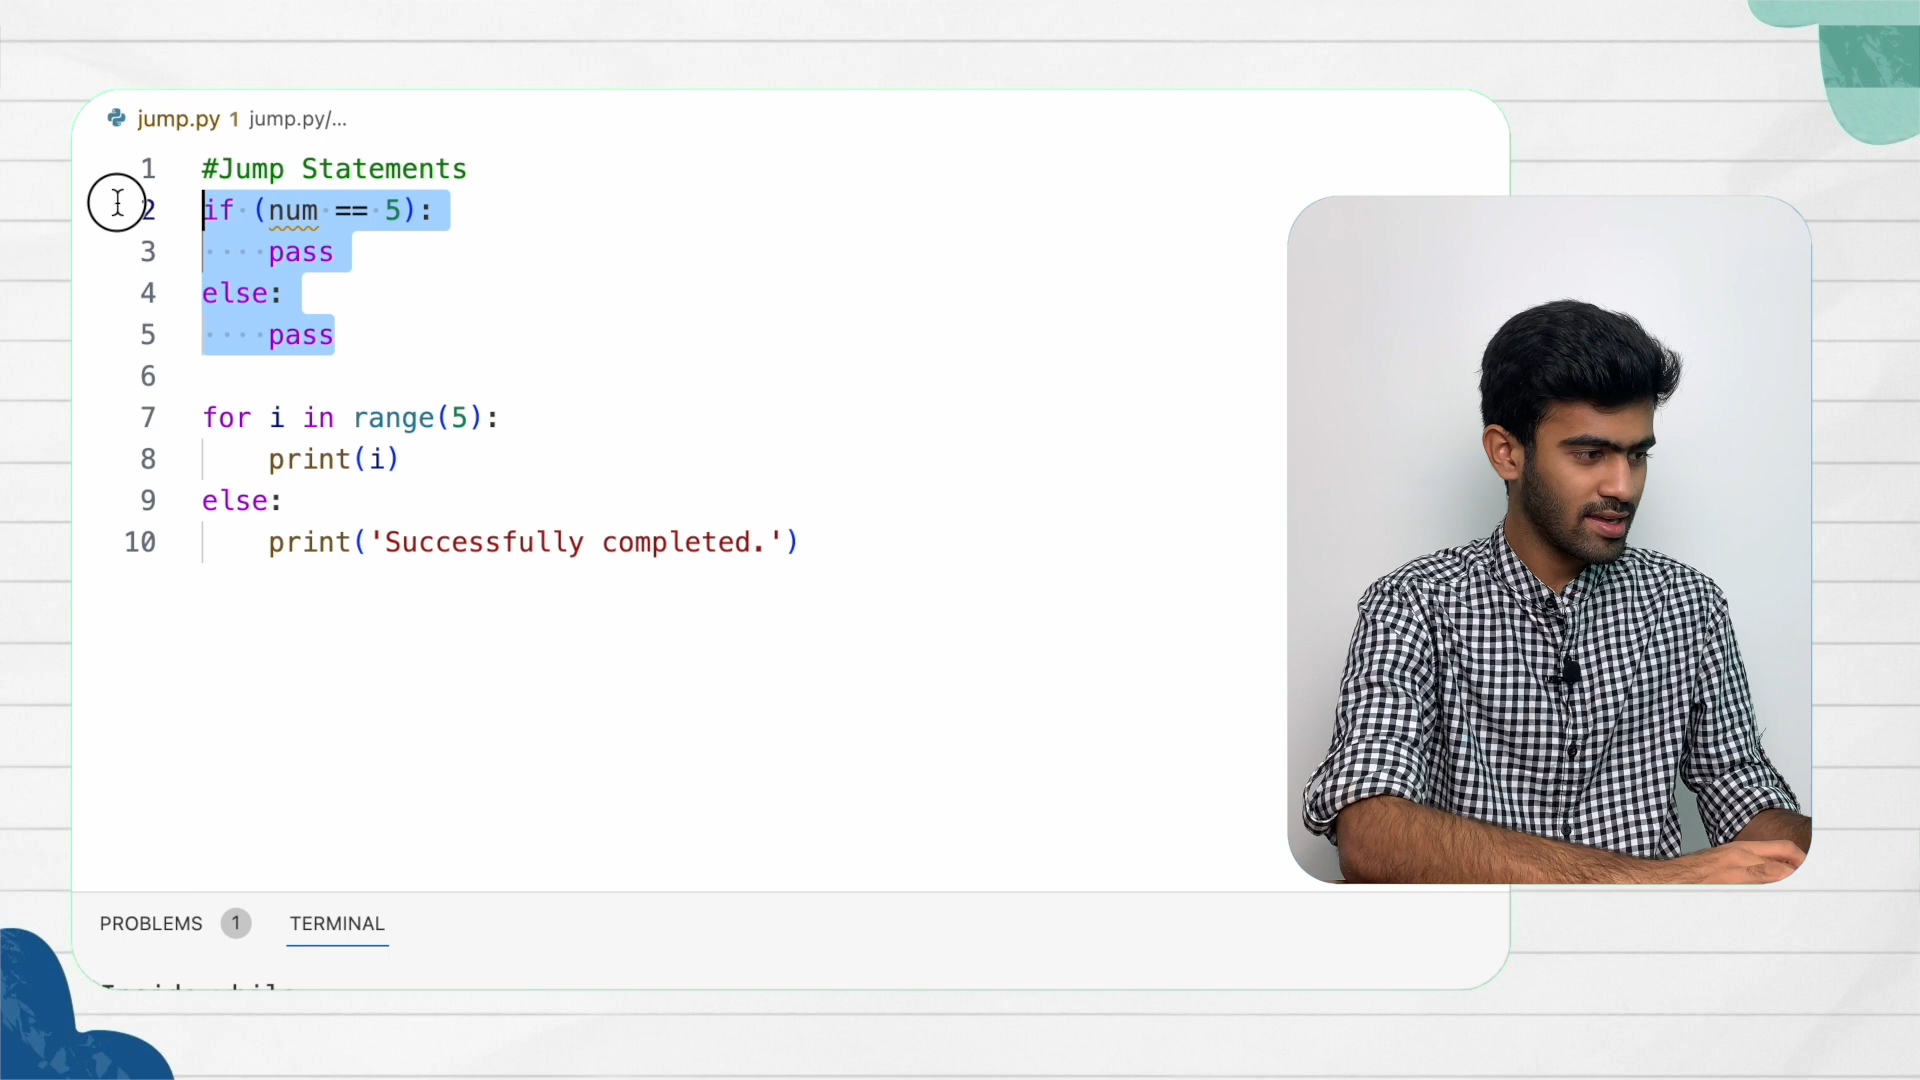 jump.py 1 jump.py/...
1 #Jump Statements
2 if (num == 5):
3 pass
4 else:
5 pass
6
7 for i in range(5):
8 print(i)
9 else:
10 print('Successfully completed.')
PROBLEMS 1 TERMINAL